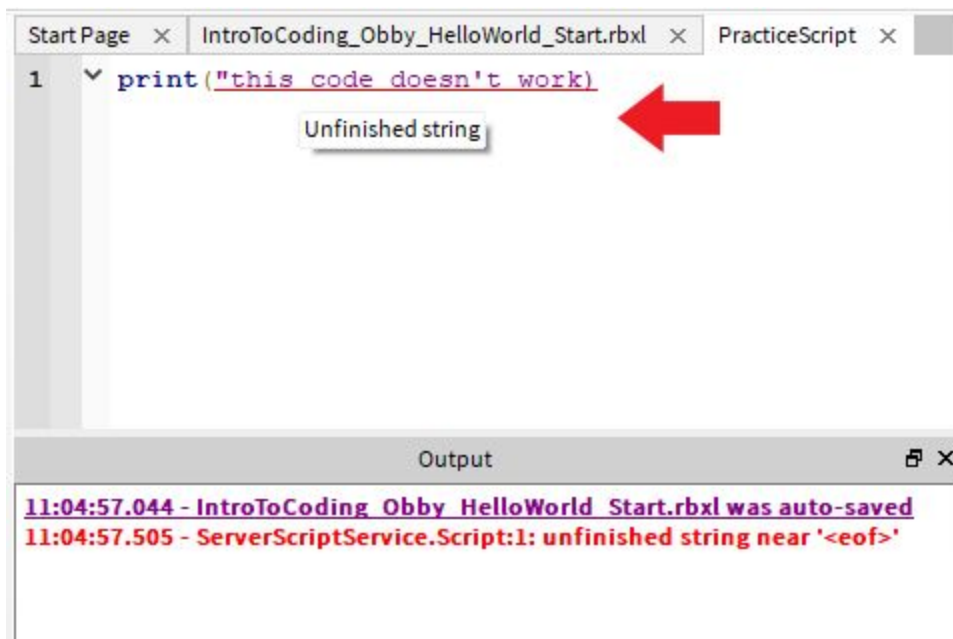 Start Page × IntroToCoding_Obby_HelloWorld_Start.rbxl × PracticeScript ×
1 print("this code doesn't work)
Unfinished string
Output
11:04:57.044 - IntroToCoding_Obby_HelloWorld_Start.rbxl was auto-saved
11:04:57.505 - ServerScriptService.Script:1: unfinished string near '<eof>'